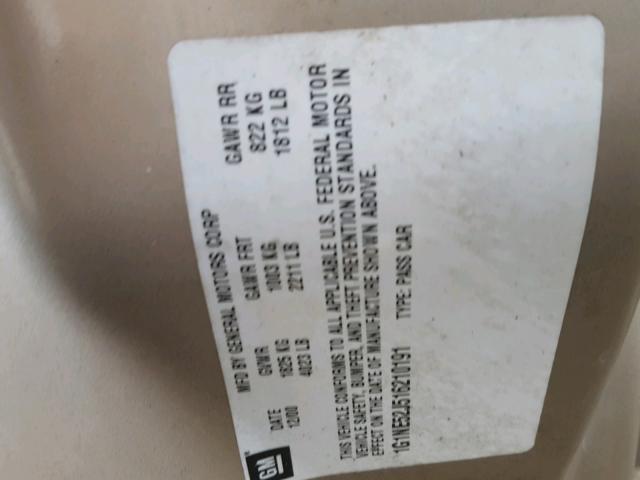 GM
MFD BY GENERAL MOTORS CORP
DATE GVWR GAWR FRT GAWR RR
12/00 1825 KG 1003 KG 822 KG
4023 LB 2211 LB 1812 LB
THIS VEHICLE CONFORMS TO ALL APPLICABLE U.S. FEDERAL MOTOR
VEHICLE SAFETY, BUMPER, AND THEFT PREVENTION STANDARDS IN
EFFECT ON THE DATE OF MANUFACTURE SHOWN ABOVE.
1G1NE52J516210191 TYPE: PASS CAR